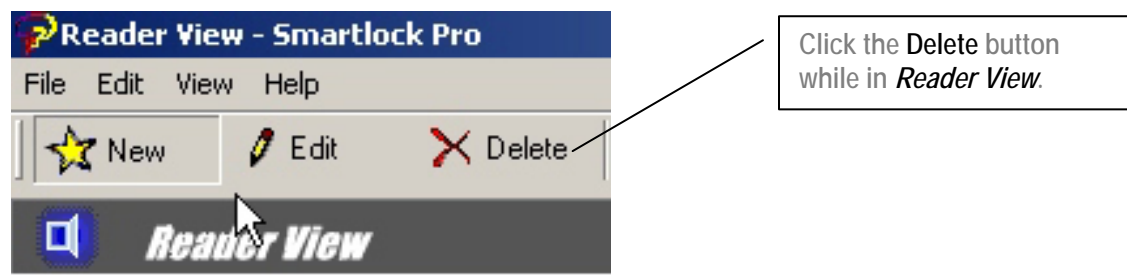 Reader View - Smartlock Pro
File Edit View Help
New Edit Delete
Reader View
Click the Delete button
while in Reader View.